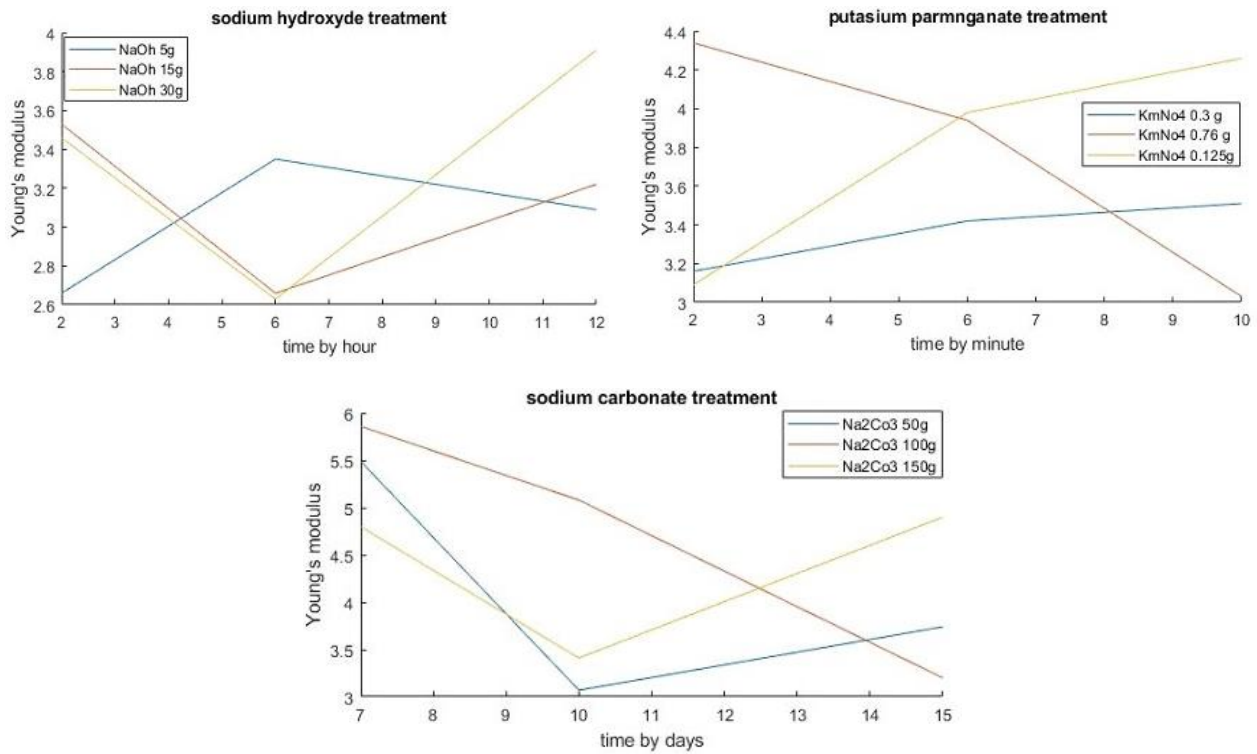 sodium hydroxyde treatment
4
3.8
3.6
3.4
3.2
3
2.8
2.6
Young's modulus
NaOh 5g
NaOh 15g
NaOh 30g
2 3 4 5 6 7 8 9 10 11 12
time by hour
putasium parmnganate treatment
4.4
4.2
4
3.8
3.6
3.4
3.2
3
Young's modulus
KmNo4 0.3 g
KmNo4 0.76 g
KmNo4 0.125g
2 3 4 5 6 7 8 9 10
time by minute
sodium carbonate treatment
6
5.5
5
4.5
4
3.5
3
Young's modulus
Na2Co3 50g
Na2Co3 100g
Na2Co3 150g
7 8 9 10 11 12 13 14 15
time by days